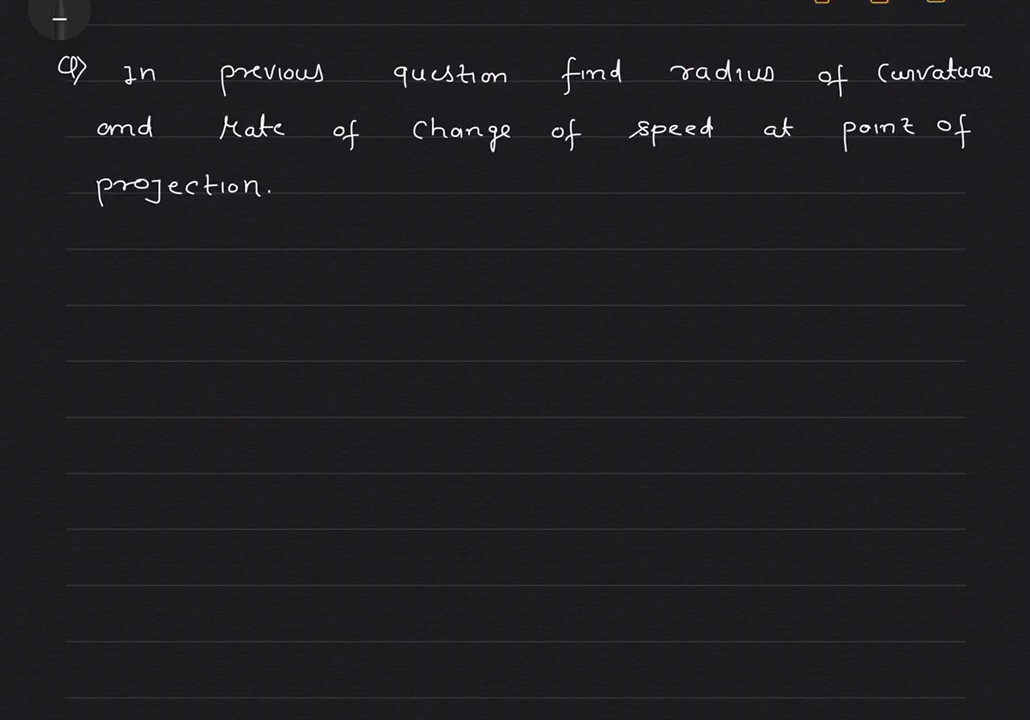 Q> In previous question find radius of curvature
and rate of change of speed at point of
projection.